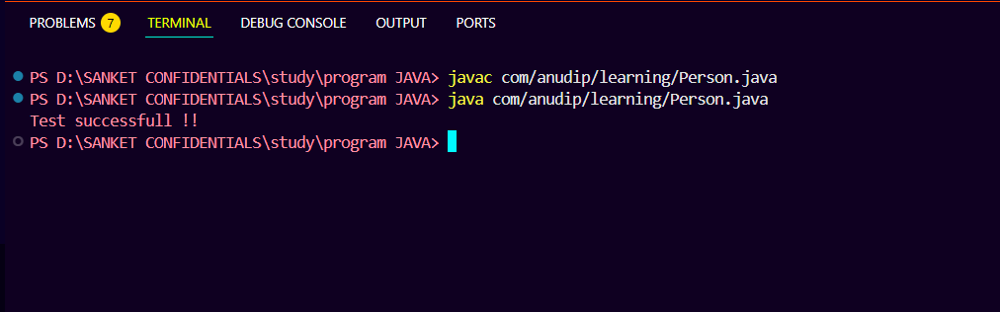 PROBLEMS 7 TERMINAL DEBUG CONSOLE OUTPUT PORTS
PS D:\SANKET CONFIDENTIALS\study\program JAVA> javac com/anudip/learning/Person.java
PS D:\SANKET CONFIDENTIALS\study\program JAVA> java com/anudip/learning/Person.java
Test successfull !!
PS D:\SANKET CONFIDENTIALS\study\program JAVA>